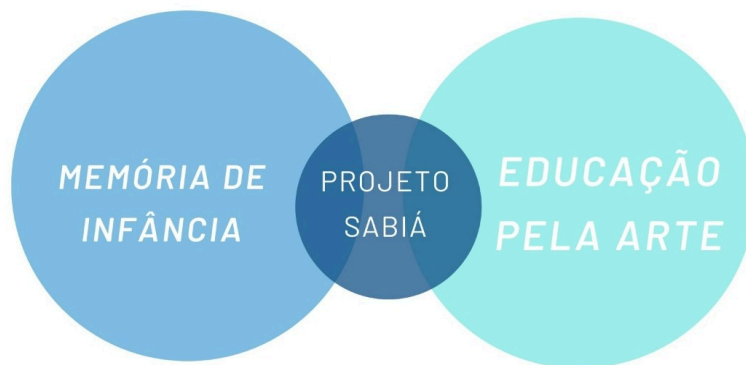 MEMÓRIA DE
INFÂNCIA
PROJETO
SABIÁ
EDUCAÇÃO
PELA ARTE